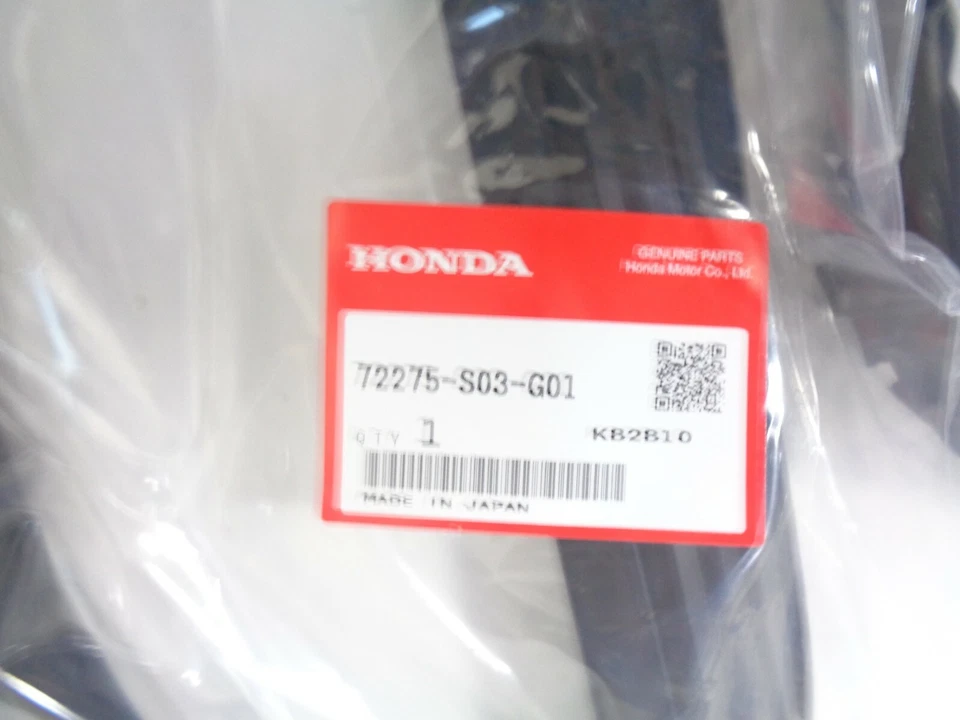 HONDA
GENUINE PARTS
Honda Motor Co., Ltd.
72275-S03-G01
QTY 1
K82810
MADE IN JAPAN